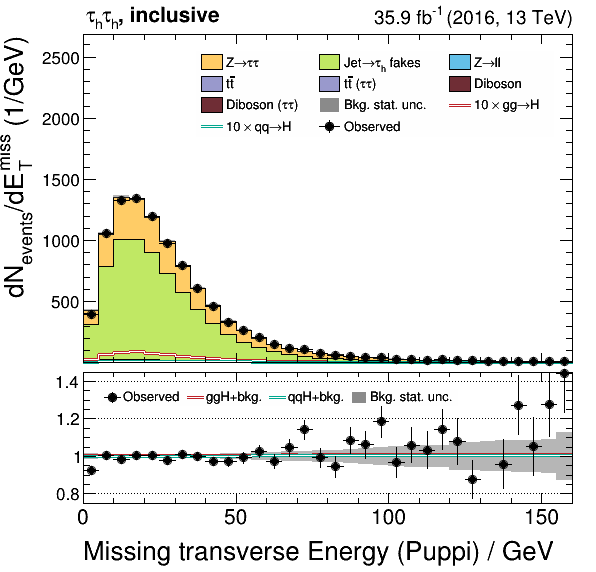 τhτh, inclusive 35.9 fb⁻¹ (2016, 13 TeV)
dNevents/dETmiss (1/GeV)
2500
2000
1500
1000
500
Z→ττ Jet→τh fakes Z→ll
tt̄ tt̄ (ττ) Diboson
Diboson (ττ) Bkg. stat. unc. 10 × gg→H
10 × qq→H Observed
1.4
1.2
1
0.8
Observed ggH+bkg. qqH+bkg. Bkg. stat. unc.
0 50 100 150
Missing transverse Energy (Puppi) / GeV